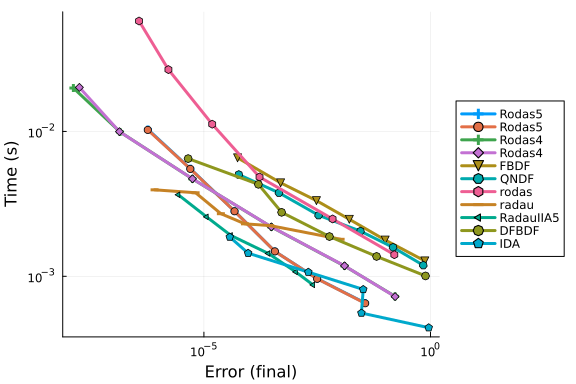 Time (s)
10⁻²
10⁻³
10⁻⁵
10⁰
Error (final)
Rodas5
Rodas5
Rodas4
Rodas4
FBDF
QNDF
rodas
radau
RadauIIA5
DFBDF
IDA